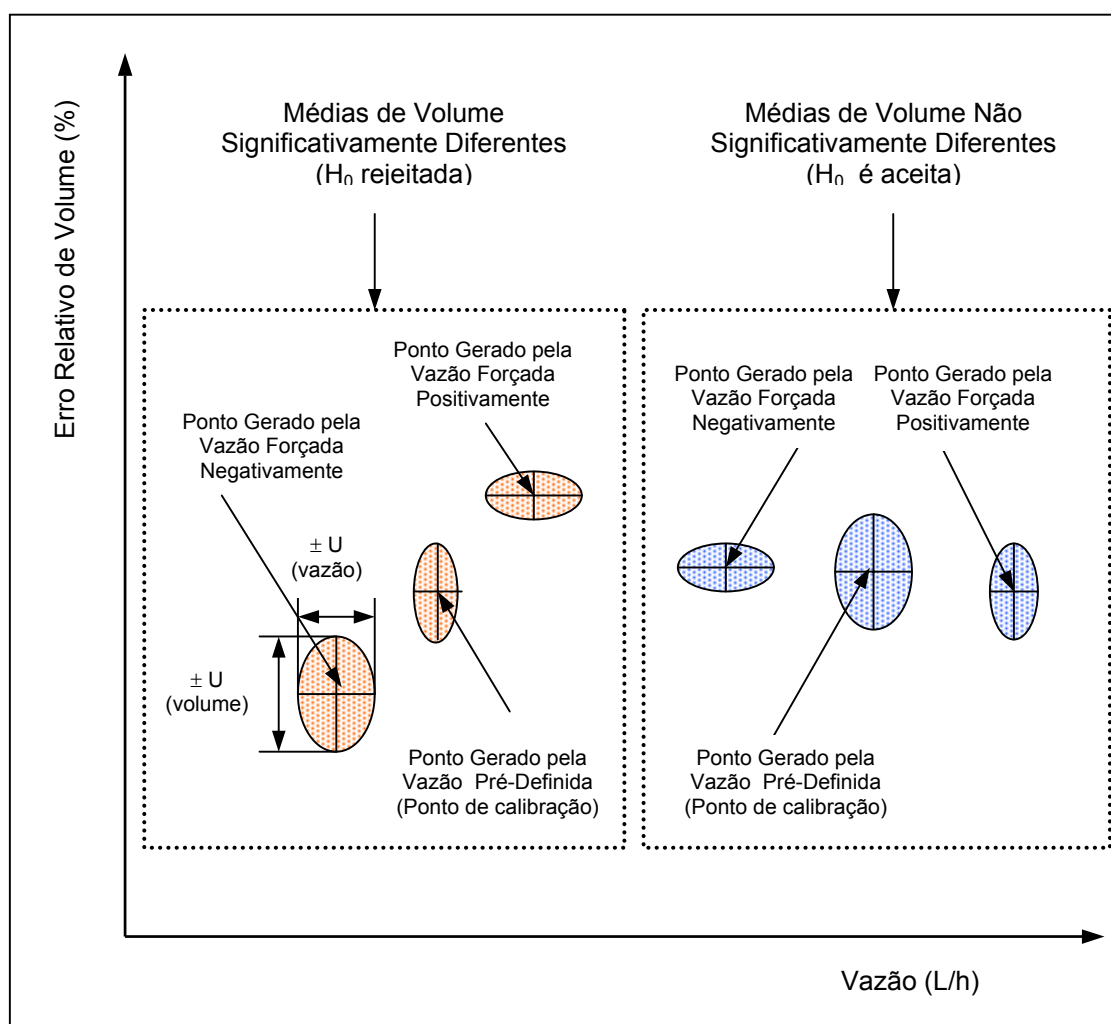 Erro Relativo de Volume (%)
Médias de Volume
Significativamente Diferentes
(H₀ rejeitada)
Médias de Volume Não
Significativamente Diferentes
(H₀ é aceita)
Ponto Gerado pela
Vazão Forçada
Positivamente
Ponto Gerado pela
Vazão Forçada
Negativamente
± U
(vazão)
± U
(volume)
Ponto Gerado pela
Vazão Pré-Definida
(Ponto de calibração)
Ponto Gerado pela
Vazão Forçada
Negativamente
Ponto Gerado pela
Vazão Forçada
Positivamente
Ponto Gerado pela
Vazão Pré-Definida
(Ponto de calibração)
Vazão (L/h)